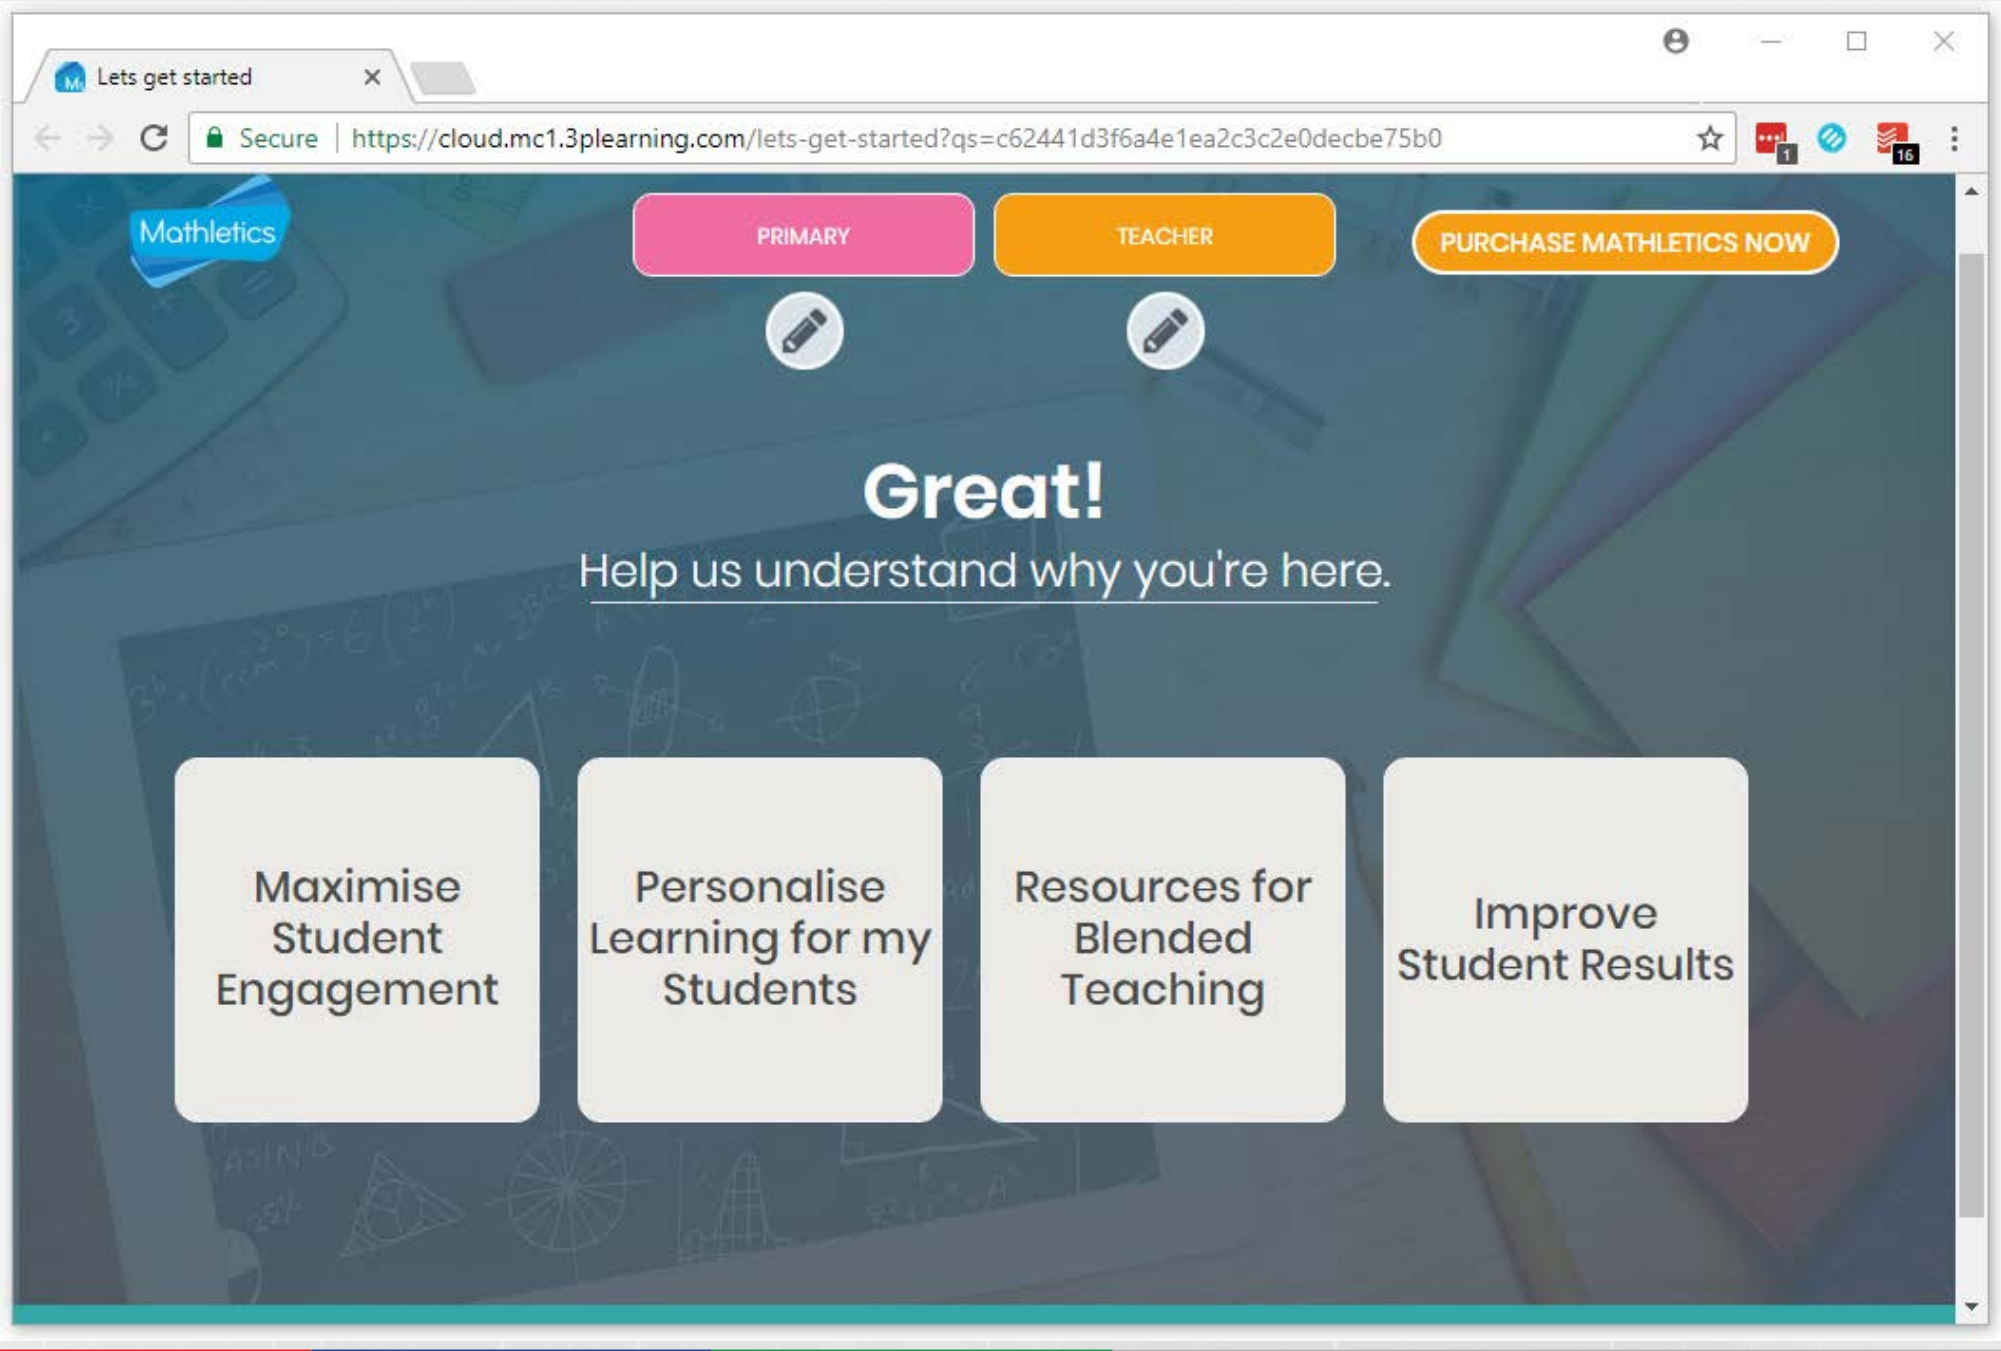 Lets get started
Secure https://cloud.mc1.3plearning.com/lets-get-started?qs=c62441d3f6a4e1ea2c3c2e0decbe75b0
1
16
Mathletics
PRIMARY
TEACHER
PURCHASE MATHLETICS NOW
Great!
Help us understand why you're here.
Maximise
Student
Engagement
Personalise
Learning for my
Students
Resources for
Blended
Teaching
Improve
Student Results